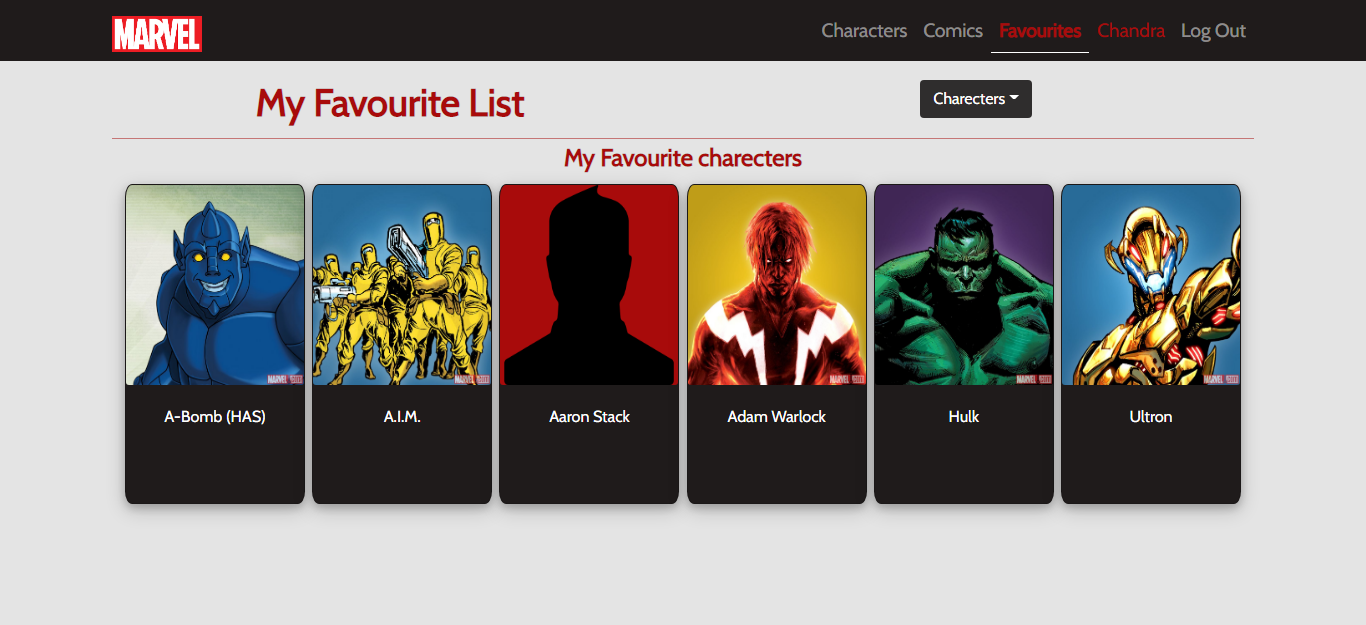 MARVEL
Characters Comics Favourites Chandra Log Out
My Favourite List
Charecters
My Favourite charecters
A-Bomb (HAS)
A.I.M.
Aaron Stack
Adam Warlock
Hulk
Ultron